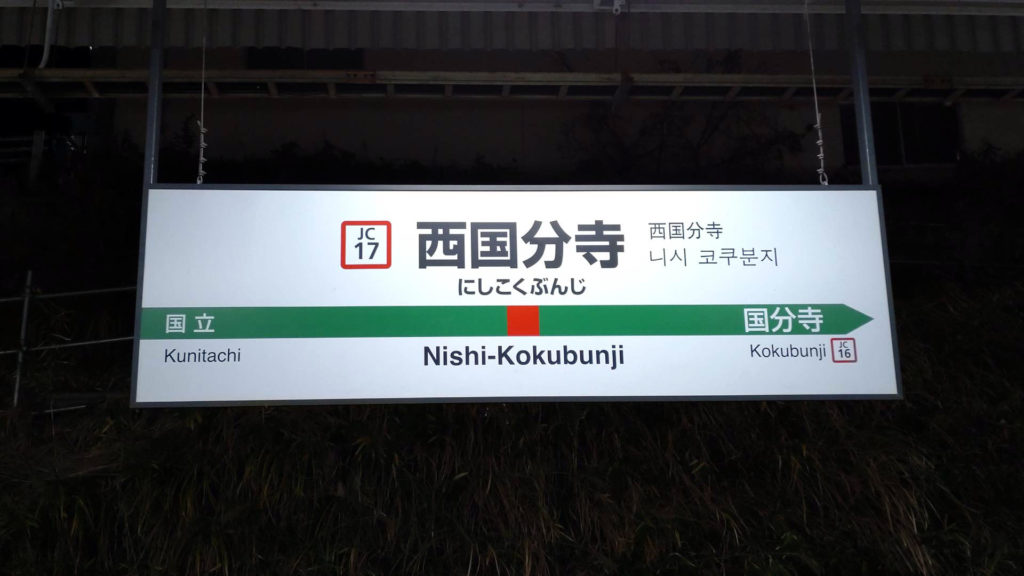 JC
17
西国分寺
西国分寺
니시 코쿠분지
にしこくぶんじ
国立
国分寺
Kunitachi
Nishi-Kokubunji
Kokubunji
JC
16